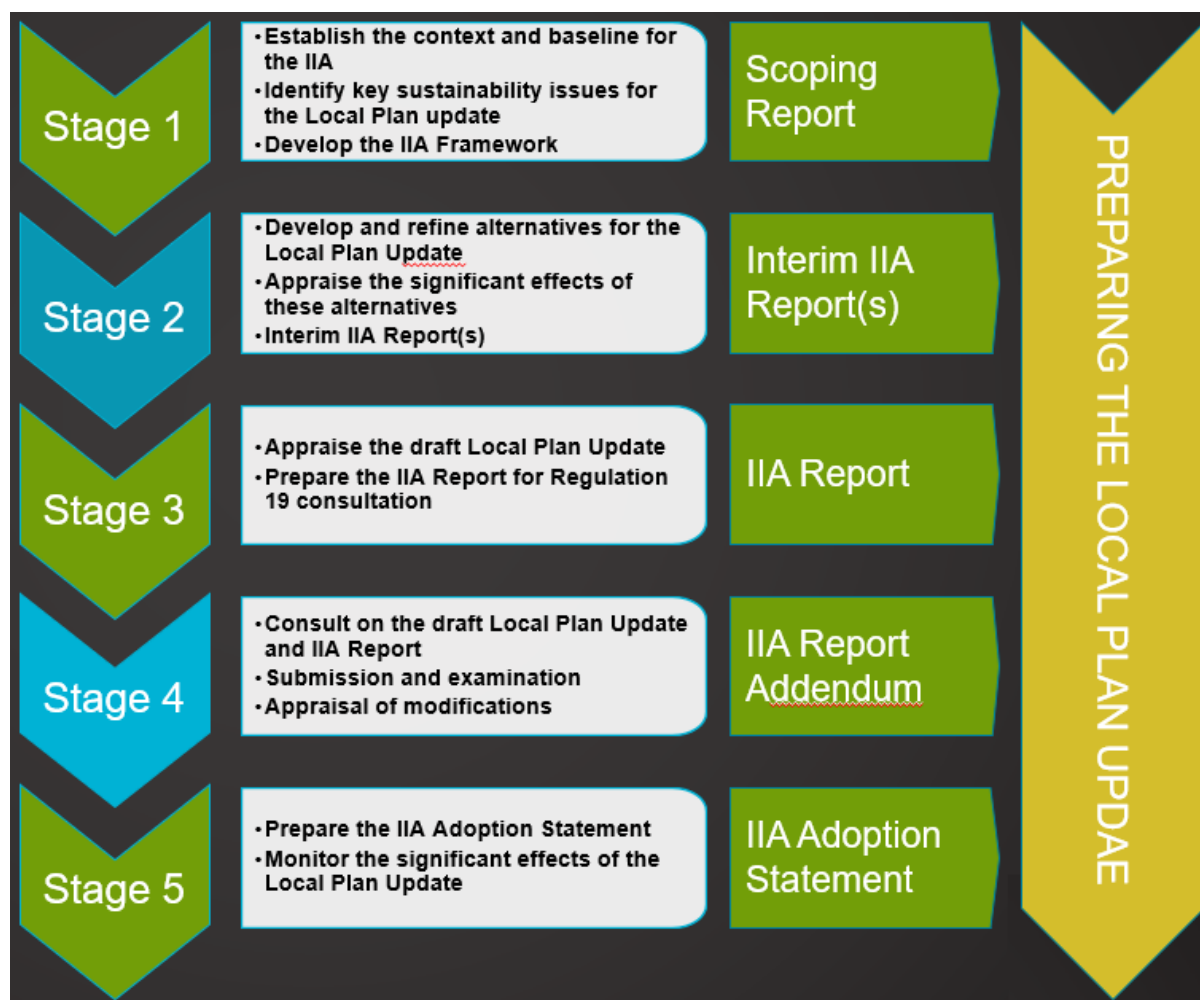 Stage 1
•Establish the context and baseline for
the IIA
•Identify key sustainability issues for
the Local Plan update
•Develop the IIA Framework
Scoping
Report
Stage 2
•Develop and refine alternatives for the
Local Plan Update
•Appraise the significant effects of
these alternatives
•Interim IIA Report(s)
Interim IIA
Report(s)
Stage 3
•Appraise the draft Local Plan Update
•Prepare the IIA Report for Regulation
19 consultation
IIA Report
Stage 4
•Consult on the draft Local Plan Update
and IIA Report
•Submission and examination
•Appraisal of modifications
IIA Report
Addendum
Stage 5
•Prepare the IIA Adoption Statement
•Monitor the significant effects of the
Local Plan Update
IIA Adoption
Statement
PREPARING THE LOCAL PLAN UPDAE